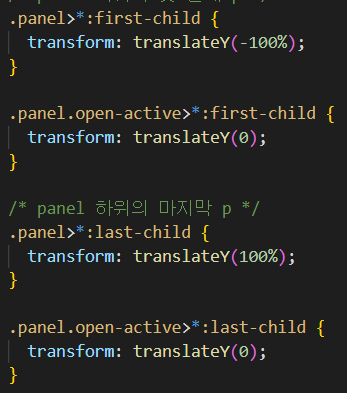 .panel>*:first-child {
transform: translateY(-100%);
}
.panel.open-active>*:first-child {
transform: translateY(0);
}
/* panel 하위의 마지막 p */
.panel>*:last-child {
transform: translateY(100%);
}
.panel.open-active>*:last-child {
transform: translateY(0);
}